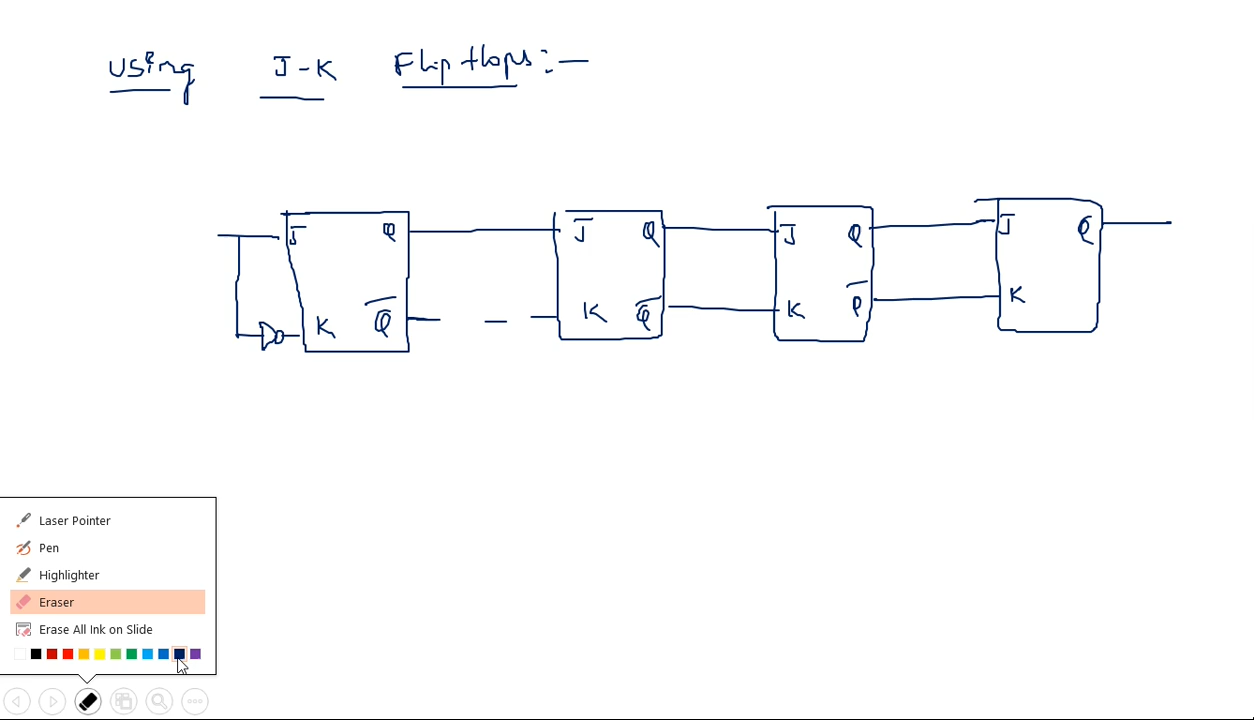 Using J-K Flipflops:-
J Q J Q J Q J Q
K Q̅ K Q̅ K Q̅ K
Laser Pointer
Pen
Highlighter
Eraser
Erase All Ink on Slide